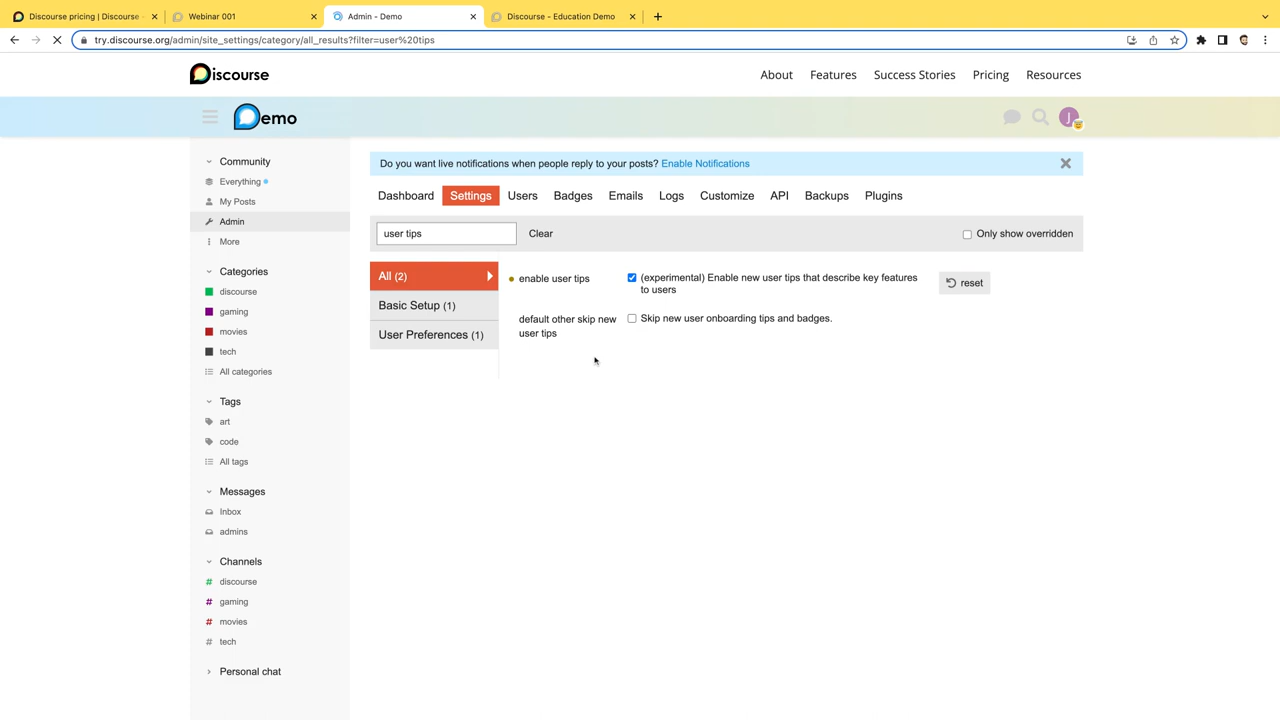 Discourse pricing | Discourse -
Webinar 001
Admin - Demo
Discourse - Education Demo
try.discourse.org/admin/site_settings/category/all_results?filter=user%20tips
Discourse
About Features Success Stories Pricing Resources
Demo
J
Community
Everything
My Posts
Admin
More
Categories
discourse
gaming
movies
tech
All categories
Tags
art
code
All tags
Messages
Inbox
admins
Channels
# discourse
# gaming
# movies
# tech
Personal chat
Do you want live notifications when people reply to your posts? Enable Notifications
Dashboard Settings Users Badges Emails Logs Customize API Backups Plugins
user tips
Clear
Only show overridden
All (2)
Basic Setup (1)
User Preferences (1)
enable user tips
(experimental) Enable new user tips that describe key features
to users
reset
default other skip new
user tips
Skip new user onboarding tips and badges.